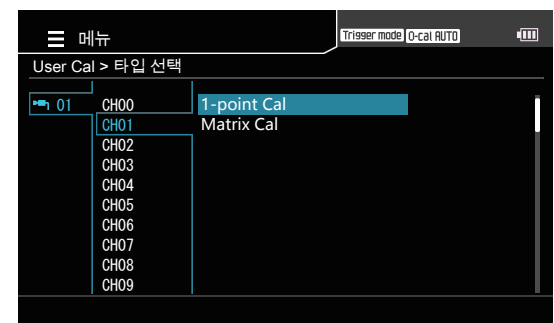 메뉴
Trigger mode 0-cal AUTO
User Cal > 타입 선택
01 CH00 1-point Cal
CH01 Matrix Cal
CH02
CH03
CH04
CH05
CH06
CH07
CH08
CH09